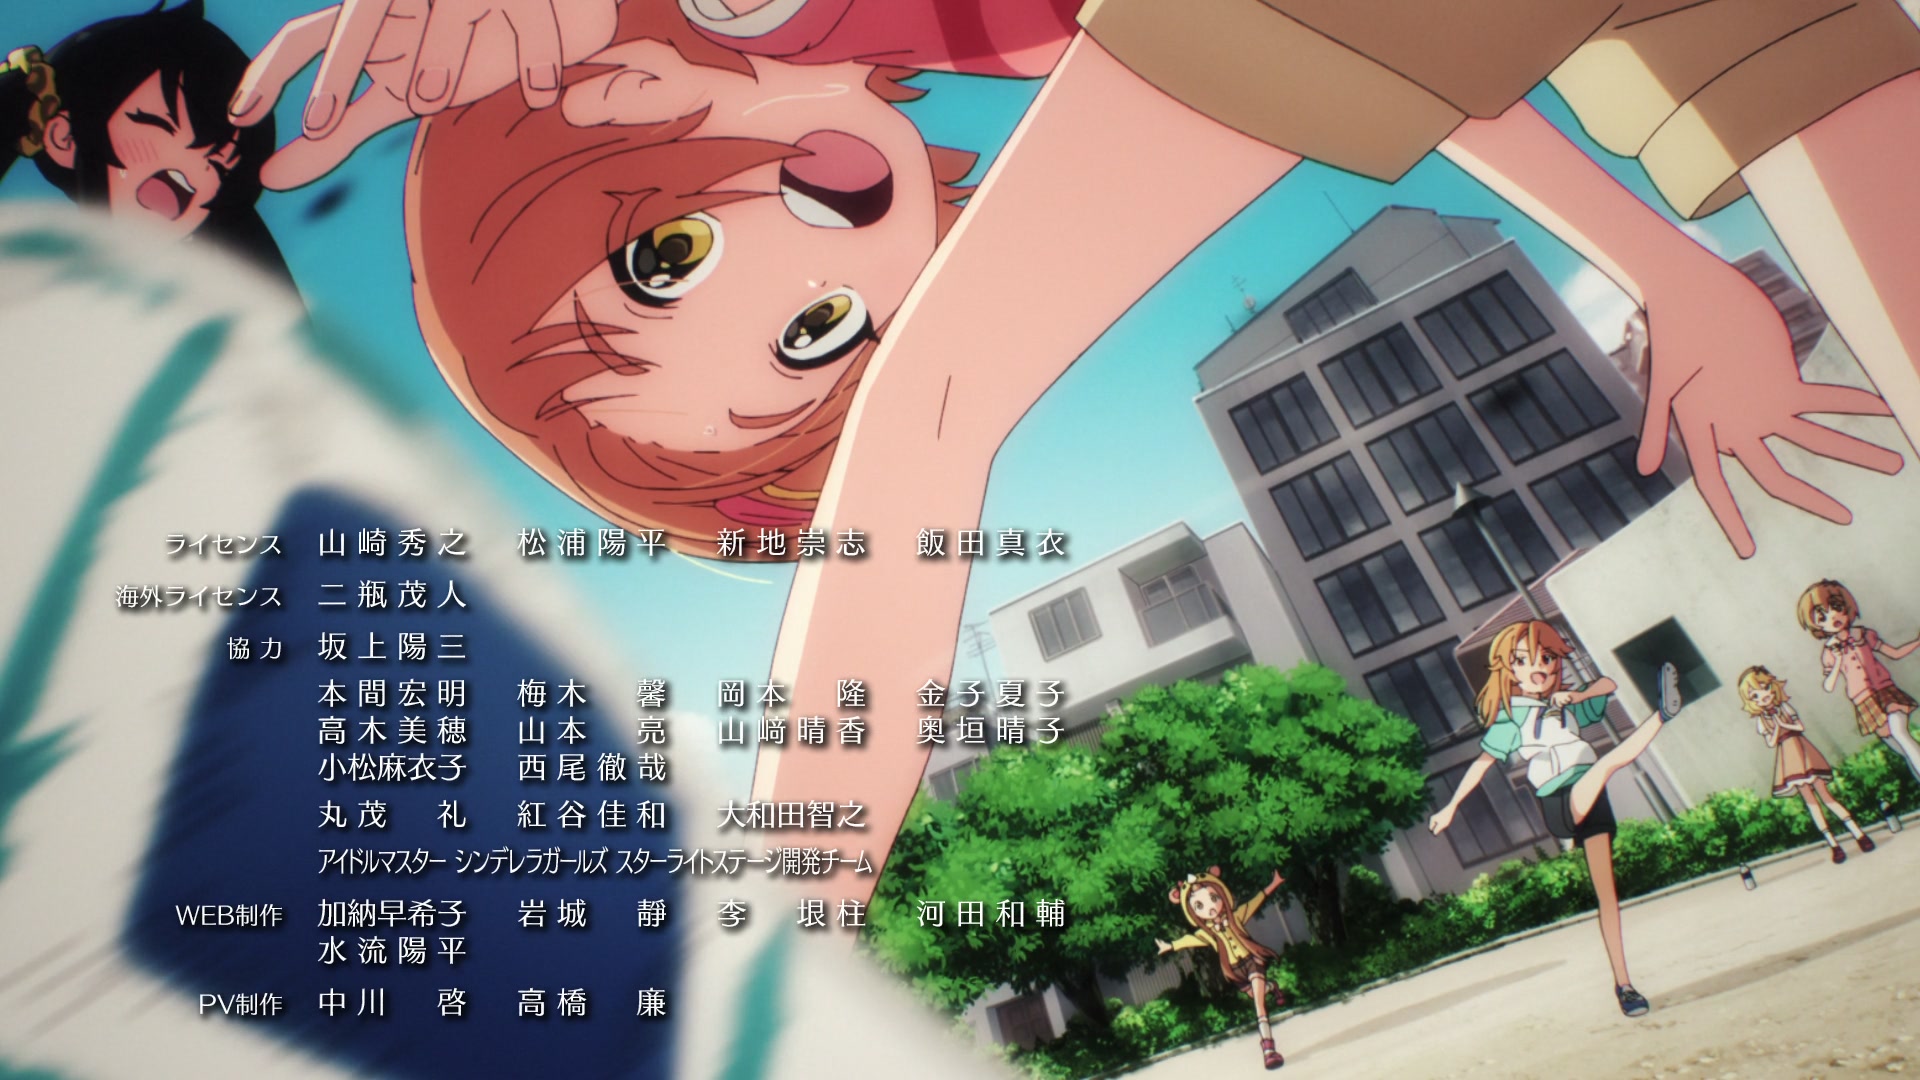 ライセンス 山崎秀之 松浦陽平 新地崇志 飯田真衣
海外ライセンス 二瓶茂人
協力 坂上陽三
本間宏明 梅木馨 岡本隆 金子夏子
高木美穂 山本亮 山﨑晴香 奥垣晴子
小松麻衣子 西尾徹哉
丸茂礼 紅谷佳和 大和田智之
アイドルマスター シンデレラガールズ スターライトステージ開発チーム
WEB制作 加納早希子 岩城靜 李垠柱 河田和輔
水流陽平
PV制作 中川啓 高橋廉